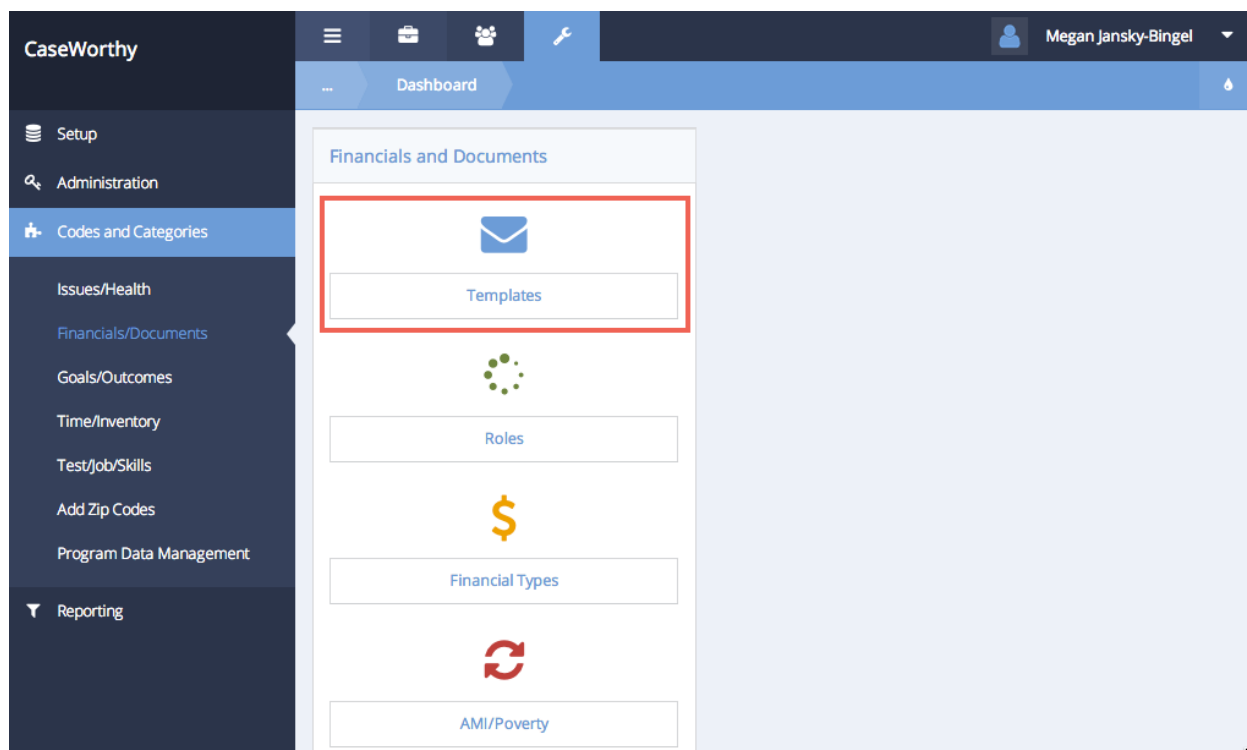 CaseWorthy
Megan Jansky-Bingel
... Dashboard
Setup
Administration
Codes and Categories
Issues/Health
Financials/Documents
Goals/Outcomes
Time/Inventory
Test/Job/Skills
Add Zip Codes
Program Data Management
Reporting
Financials and Documents
Templates
Roles
Financial Types
AMI/Poverty